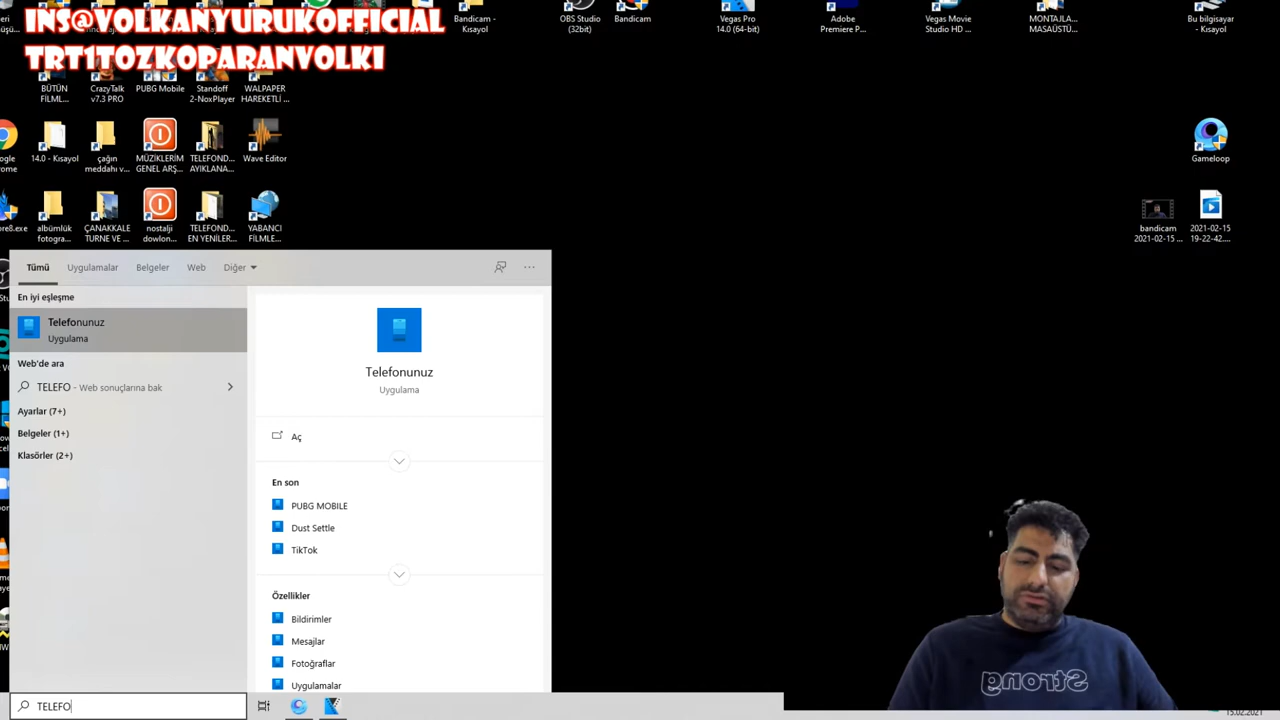 INS@VOLKANYURUKOFFICIAL
TRT1TOZKOPARANVOLKI
Bandicam - Kısayol
OBS Studio (32bit)
Bandicam
Vegas Pro 14.0 (64-bit)
Adobe Premiere P...
Vegas Movie Studio HD ...
MONTAJLA... MASAÜSTÜ...
Bu bilgisayar - Kısayol
BÜTÜN FİLML...
CrazyTalk v7.3 PRO
PUBG Mobile
Standoff 2-NoxPlayer
WALPAPER HAREKETLİ ...
14.0 - Kısayol
çağın meddahı v...
MÜZİKLERİM GENEL ARŞ...
TELEFOND... AYIKLANA...
Wave Editor
Gameloop
albümlük fotogra...
ÇANAKKALE TURNE VE ...
nostalji dowlon...
TELEFOND... EN YENİLER...
YABANCI FİLMLE...
bandicam 2021-02-15 ...
2021-02-15 19-22-42...
Tümü
Uygulamalar
Belgeler
Web
Diğer
En iyi eşleşme
Telefonunuz
Uygulama
Web'de ara
TELEFO - Web sonuçlarına bak
Ayarlar (7+)
Belgeler (1+)
Klasörler (2+)
Telefonunuz
Uygulama
Aç
En son
PUBG MOBILE
Dust Settle
TikTok
Özellikler
Bildirimler
Mesajlar
Fotoğraflar
Uygulamalar
TELEFO
Strong
15.02.2021